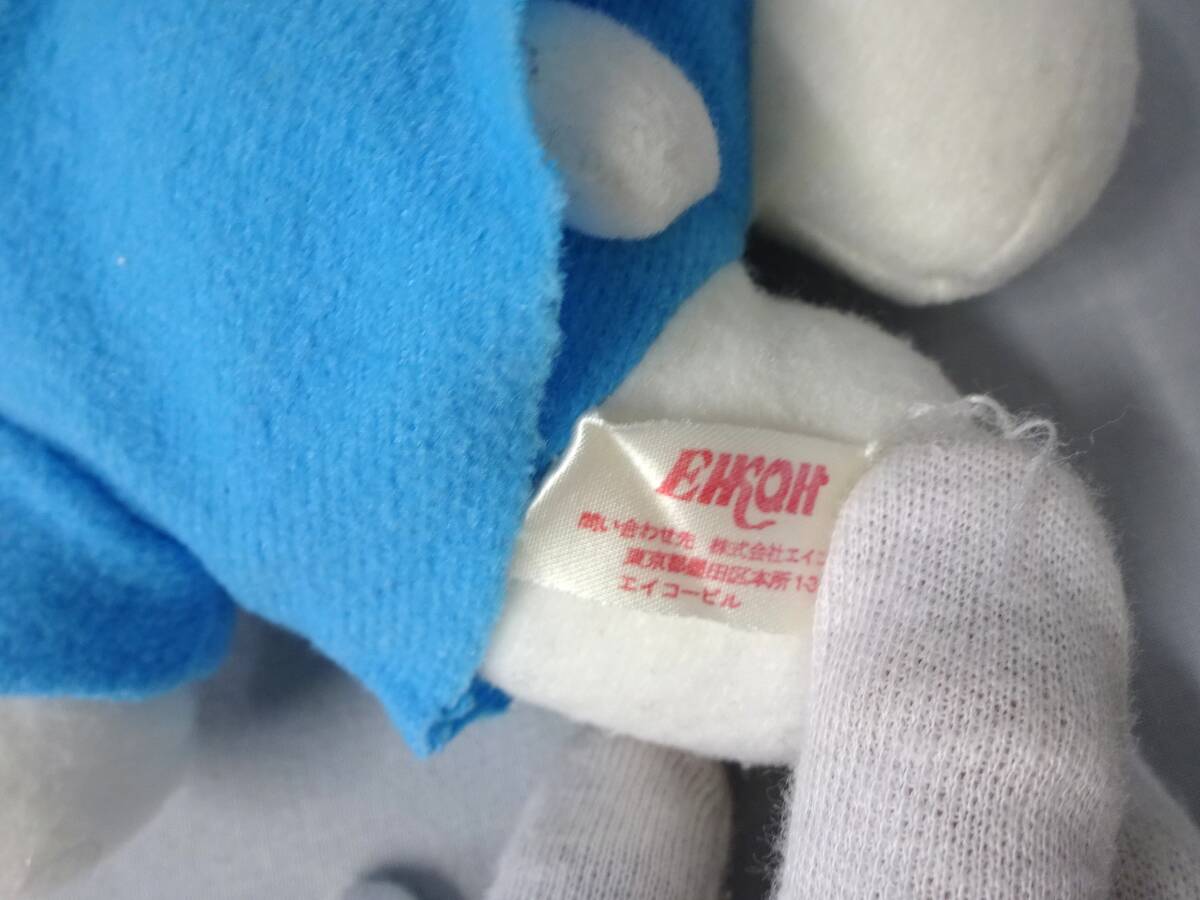 EIKOH
問い合わせ先 株式会社エイコ
東京都墨田区本所1-3
エイコービル